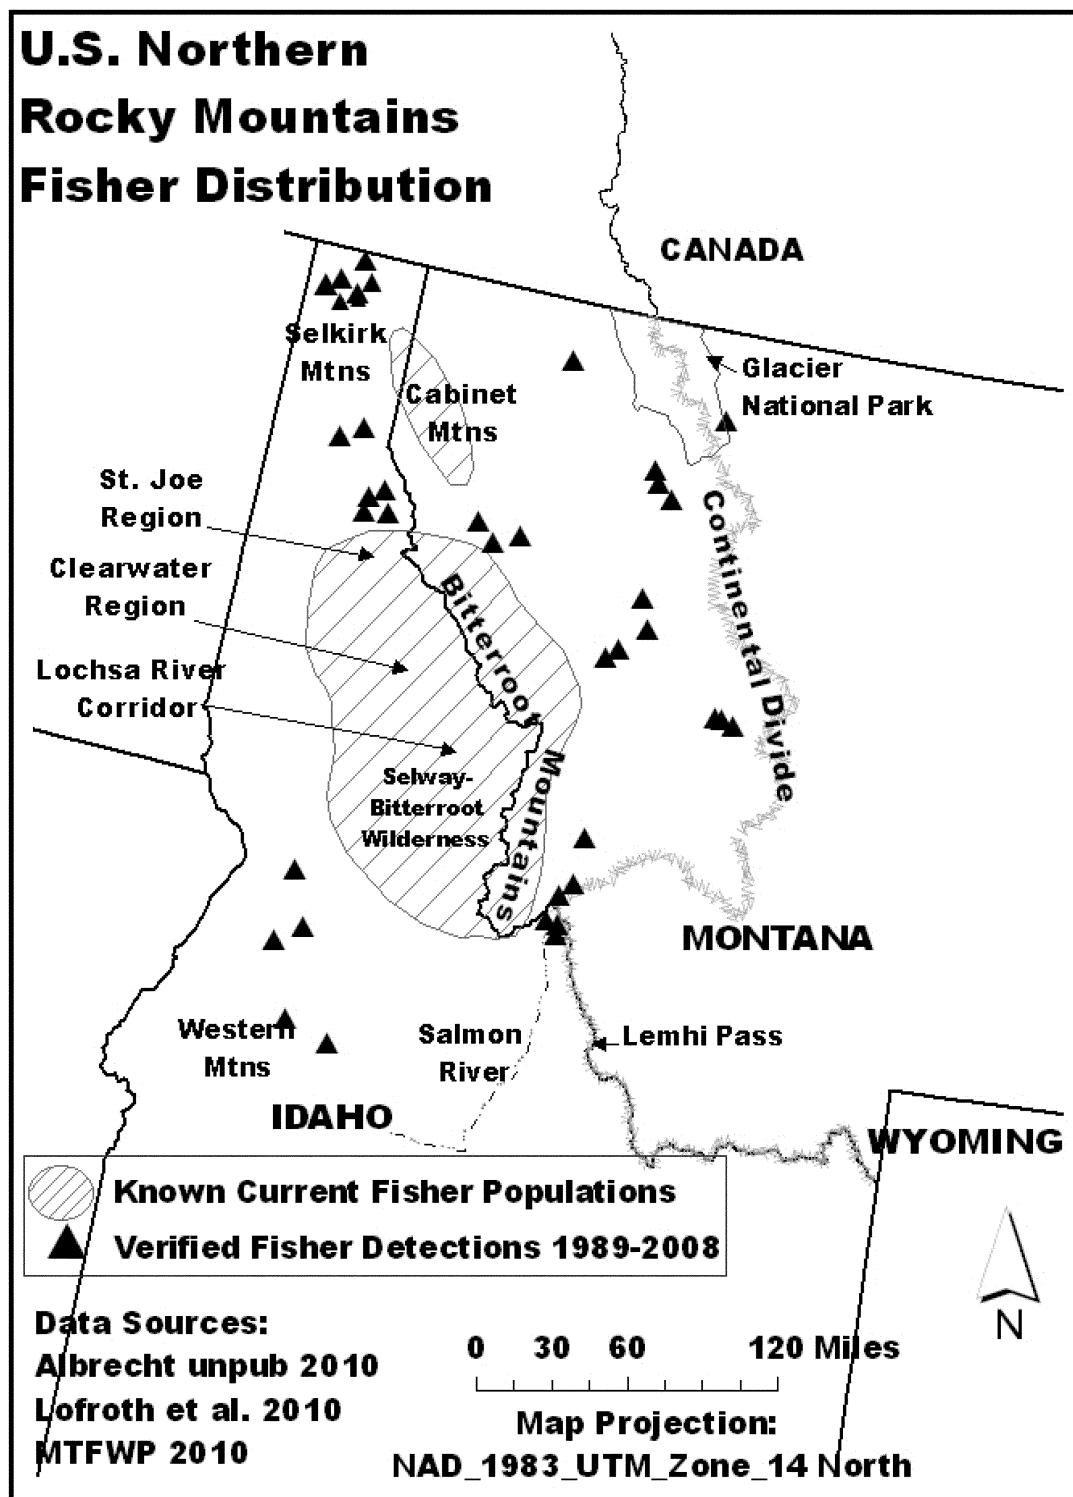 U.S. Northern
Rocky Mountains
Fisher Distribution
CANADA
Selkirk
Mtns
Glacier
National Park
Cabinet
Mtns
St. Joe
Region
Continental Divide
Clearwater
Region
Bitterroot
Mountains
Lochsa River
Corridor
Selway-
Bitterroot
Wilderness
MONTANA
Western
Mtns
Salmon
River
Lemhi Pass
IDAHO
WYOMING
Known Current Fisher Populations
Verified Fisher Detections 1989-2008
N
Data Sources:
Albrecht unpub 2010
Lofroth et al. 2010
MTFWP 2010
0 30 60 120 Miles
Map Projection:
NAD_1983_UTM_Zone_14 North